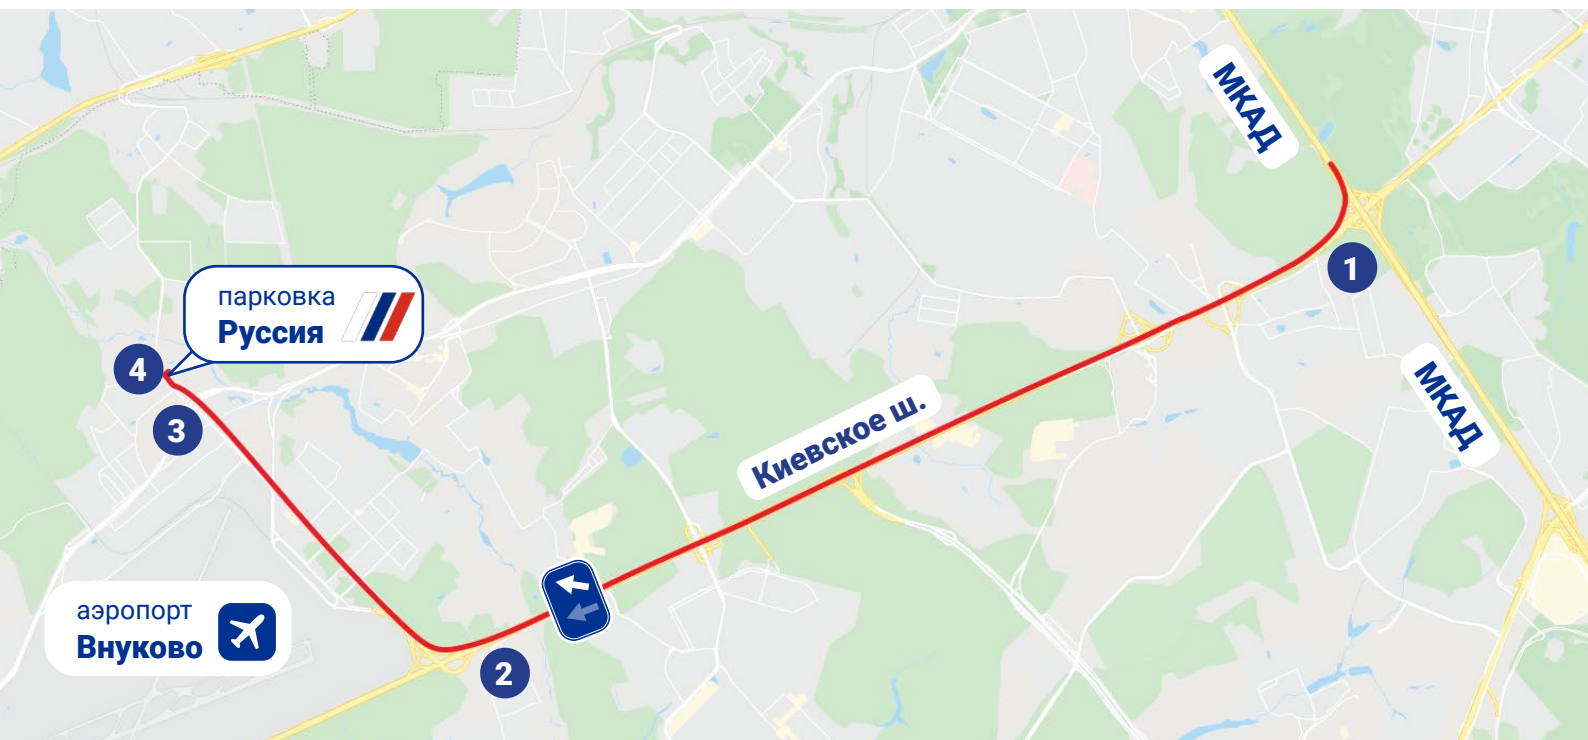 МКАД
1
парковка
Руссия
4
3
Киевское ш.
МКАД
аэропорт
Внуково
2